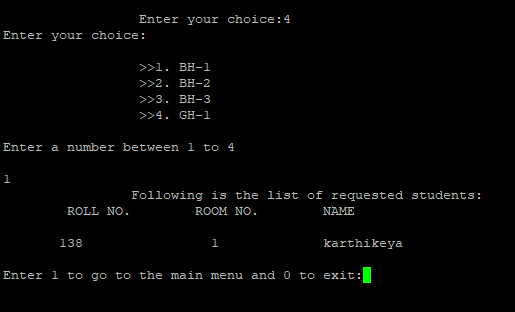 Enter your choice:4
Enter your choice:
>>1. BH-1
>>2. BH-2
>>3. BH-3
>>4. GH-1
Enter a number between 1 to 4
1
Following is the list of requested students:
ROLL NO. ROOM NO. NAME
138 1 karthikeya
Enter 1 to go to the main menu and 0 to exit: